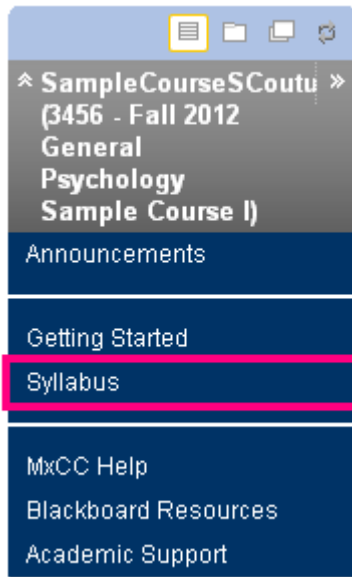 SampleCourseSCoutu
(3456 - Fall 2012
General
Psychology
Sample Course I)
Announcements
Getting Started
Syllabus
MxCC Help
Blackboard Resources
Academic Support